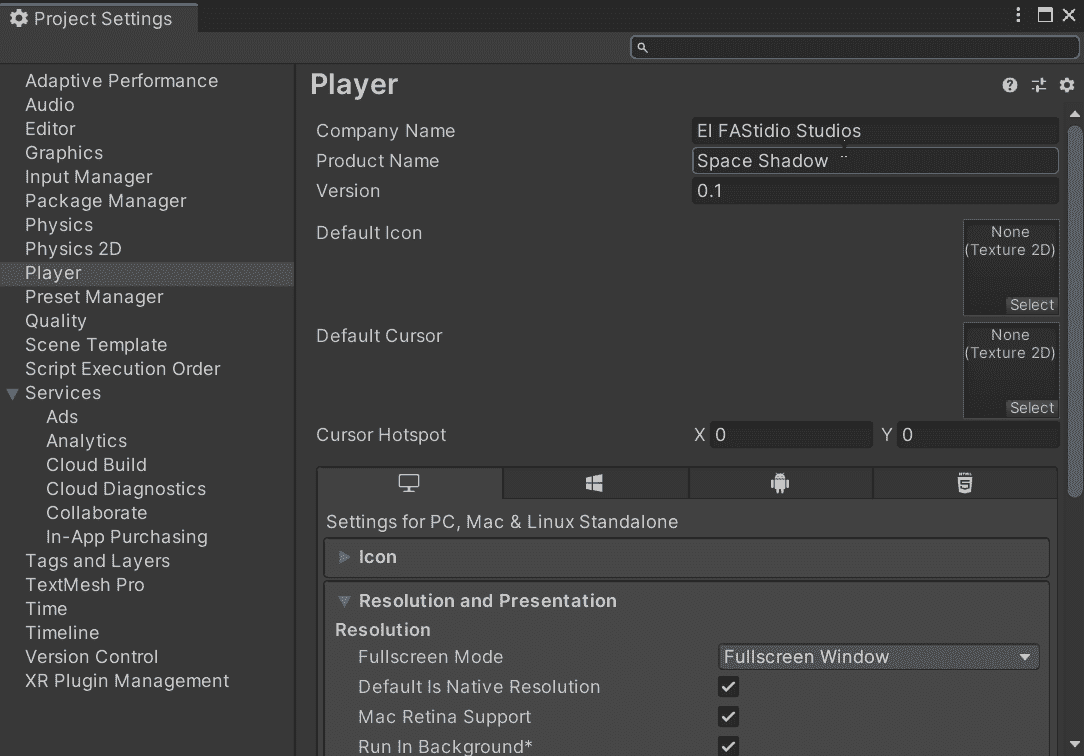 Project Settings
Adaptive Performance
Audio
Editor
Graphics
Input Manager
Package Manager
Physics
Physics 2D
Player
Preset Manager
Quality
Scene Template
Script Execution Order
Services
Ads
Analytics
Cloud Build
Cloud Diagnostics
Collaborate
In-App Purchasing
Tags and Layers
TextMesh Pro
Time
Timeline
Version Control
XR Plugin Management
Player
Company Name El FAStidio Studios
Product Name Space Shadow
Version 0.1
Default Icon
None
(Texture 2D)
Select
Default Cursor
None
(Texture 2D)
Select
Cursor Hotspot X 0 Y 0
HTML
5
Settings for PC, Mac & Linux Standalone
Icon
Resolution and Presentation
Resolution
Fullscreen Mode Fullscreen Window
Default Is Native Resolution
Mac Retina Support
Run In Background*